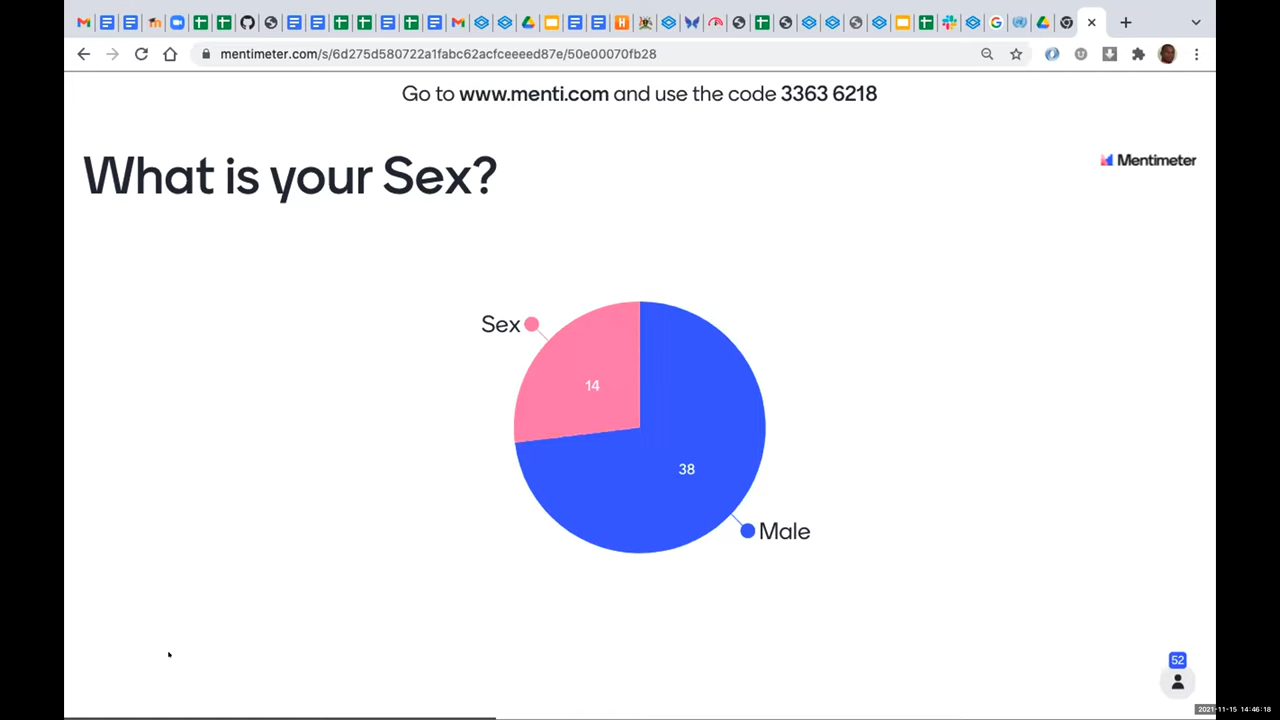 mentimeter.com/s/6d275d580722a1fabc62acfceeeed87e/50e00070fb28
Go to www.menti.com and use the code 3363 6218
What is your Sex?
Mentimeter
Sex
14
38
Male
52
2021-11-15 14:46:18